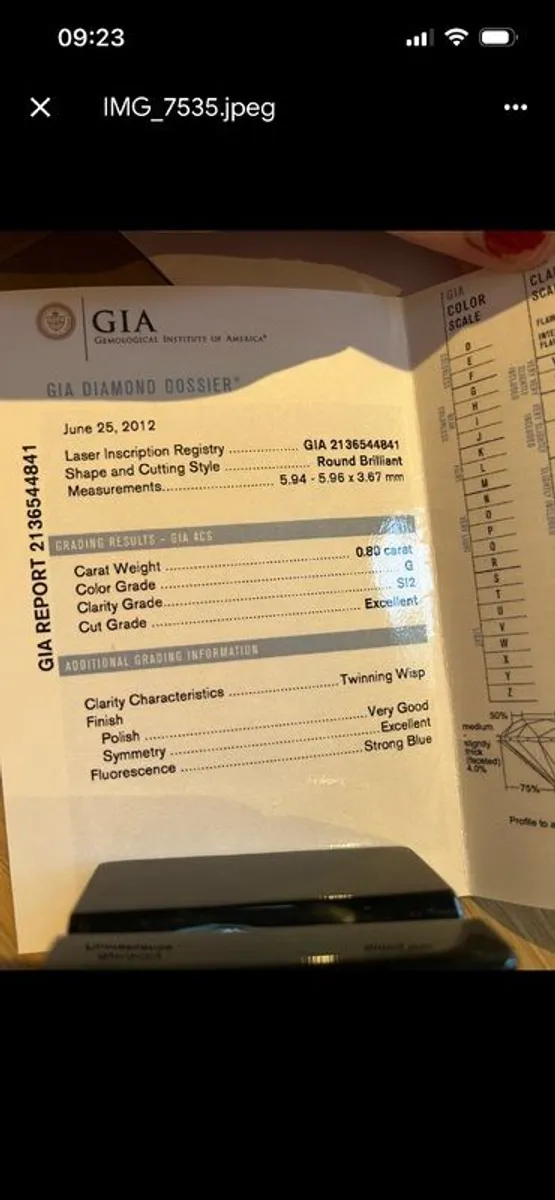 09:23
IMG_7535.jpeg
GIA
GEMOLOGICAL INSTITUTE OF AMERICA®
GIA DIAMOND DOSSIER®
June 25, 2012
Laser Inscription Registry .................. GIA 2136544841
Shape and Cutting Style .................. Round Brilliant
Measurements.................. 5.94 - 5.96 x 3.67 mm
GIA REPORT 2136544841
GRADING RESULTS - GIA 4CS
Carat Weight .................. 0.80 carat
Color Grade .................. G
Clarity Grade.................. SI2
Cut Grade .................. Excellent
ADDITIONAL GRADING INFORMATION
Clarity Characteristics .................. Twinning Wisp
Finish
Polish .................. Very Good
Symmetry .................. Excellent
Fluorescence .................. Strong Blue
GIA
COLOR
SCALE
D
E
F
G
H
I
J
K
L
M
N
O
P
Q
R
S
T
U
V
W
X
Y
Z
50%
medium
-
slightly
thick
(faceted)
4.0%
75%
Profile to a